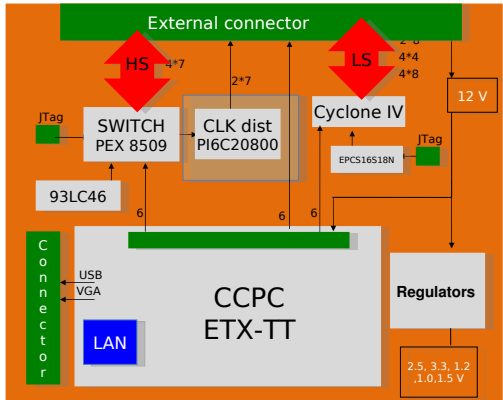 External connector
HS
4*7
LS
2*8
4*4
4*8
2*7
12 V
JTag
SWITCH
PEX 8509
CLK dist
PI6C20800
Cyclone IV
JTag
EPCS16S18N
93LC46
6
6
6
Connector
USB
VGA
CCPC
ETX-TT
LAN
Regulators
2.5, 3.3, 1.2
,1.0,1.5 V